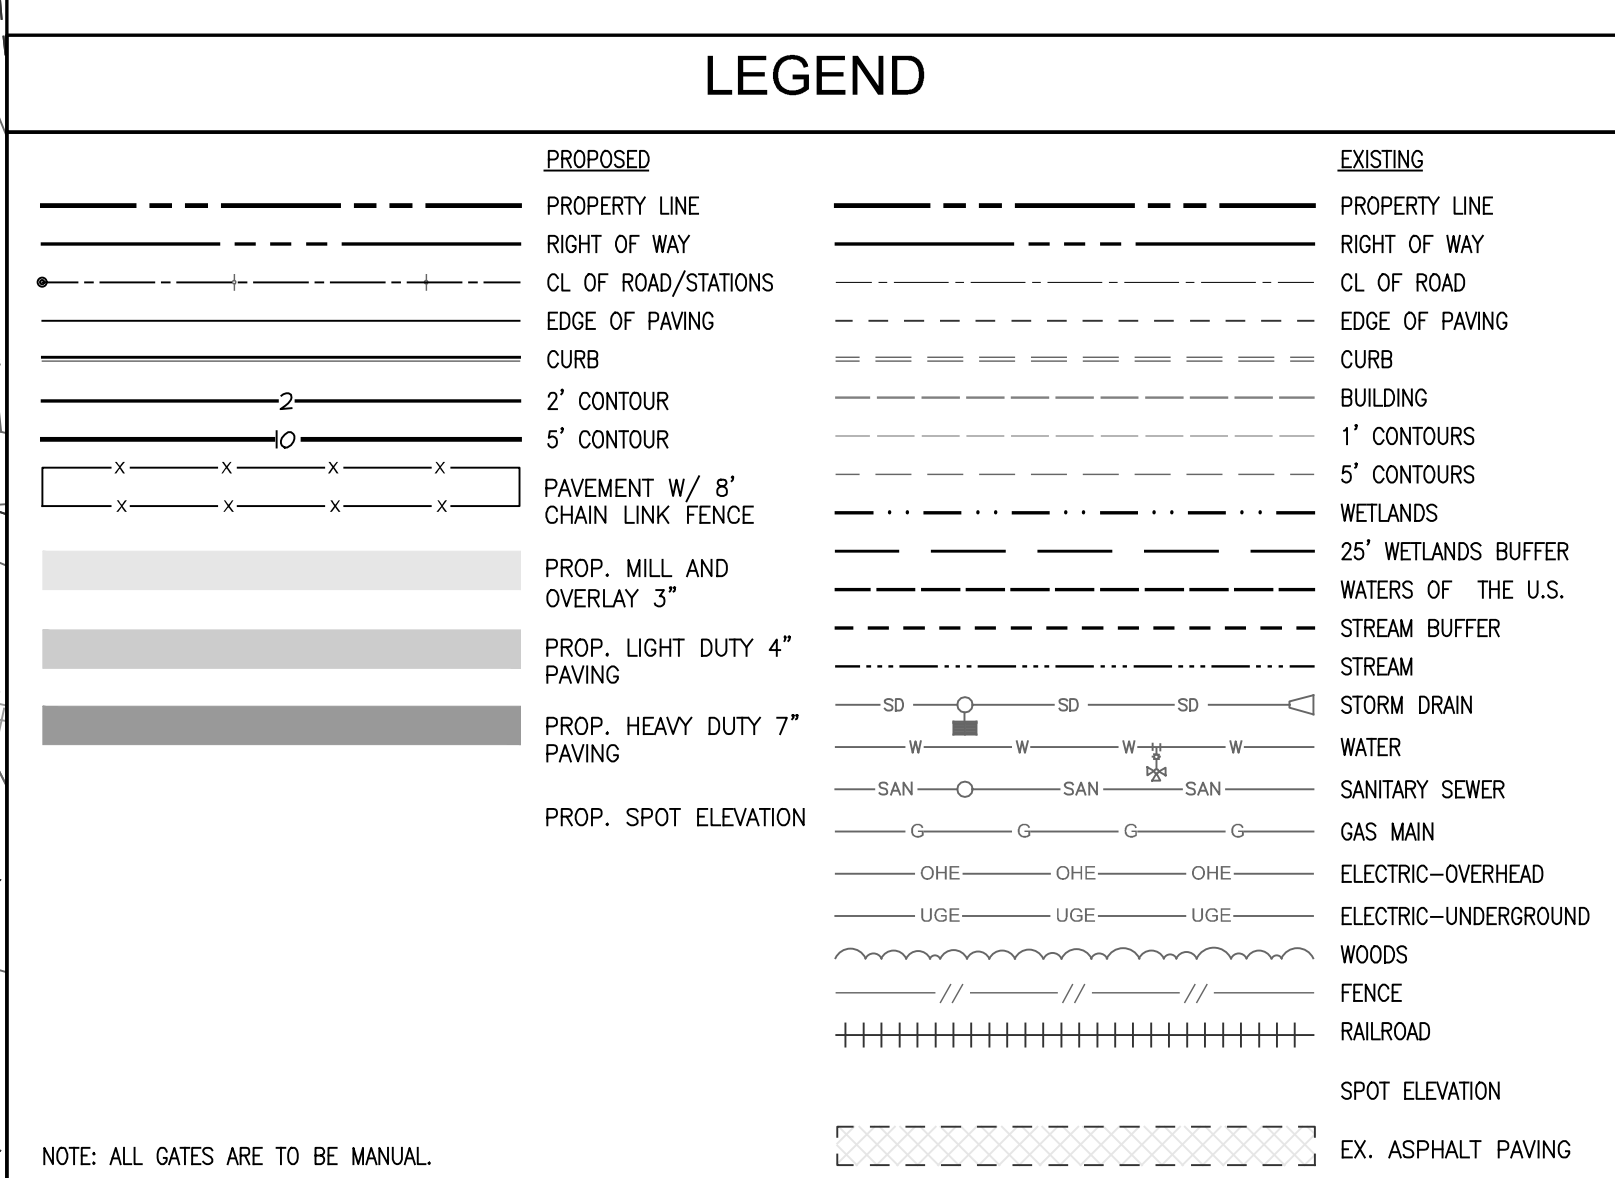 LEGEND
PROPOSED
PROPERTY LINE
RIGHT OF WAY
CL OF ROAD/STATIONS
EDGE OF PAVING
CURB
2 2' CONTOUR
10 5' CONTOUR
X X X X
X X X X
PAVEMENT W/ 8'
CHAIN LINK FENCE
PROP. MILL AND
OVERLAY 3"
PROP. LIGHT DUTY 4"
PAVING
PROP. HEAVY DUTY 7"
PAVING
PROP. SPOT ELEVATION
NOTE: ALL GATES ARE TO BE MANUAL.
EXISTING
PROPERTY LINE
RIGHT OF WAY
CL OF ROAD
EDGE OF PAVING
CURB
BUILDING
1' CONTOURS
5' CONTOURS
WETLANDS
25' WETLANDS BUFFER
WATERS OF THE U.S.
STREAM BUFFER
STREAM
SD SD SD STORM DRAIN
W W W W WATER
SAN SAN SAN SANITARY SEWER
G G G G GAS MAIN
OHE OHE OHE ELECTRIC-OVERHEAD
UGE UGE UGE ELECTRIC-UNDERGROUND
WOODS
// // // FENCE
RAILROAD
SPOT ELEVATION
EX. ASPHALT PAVING